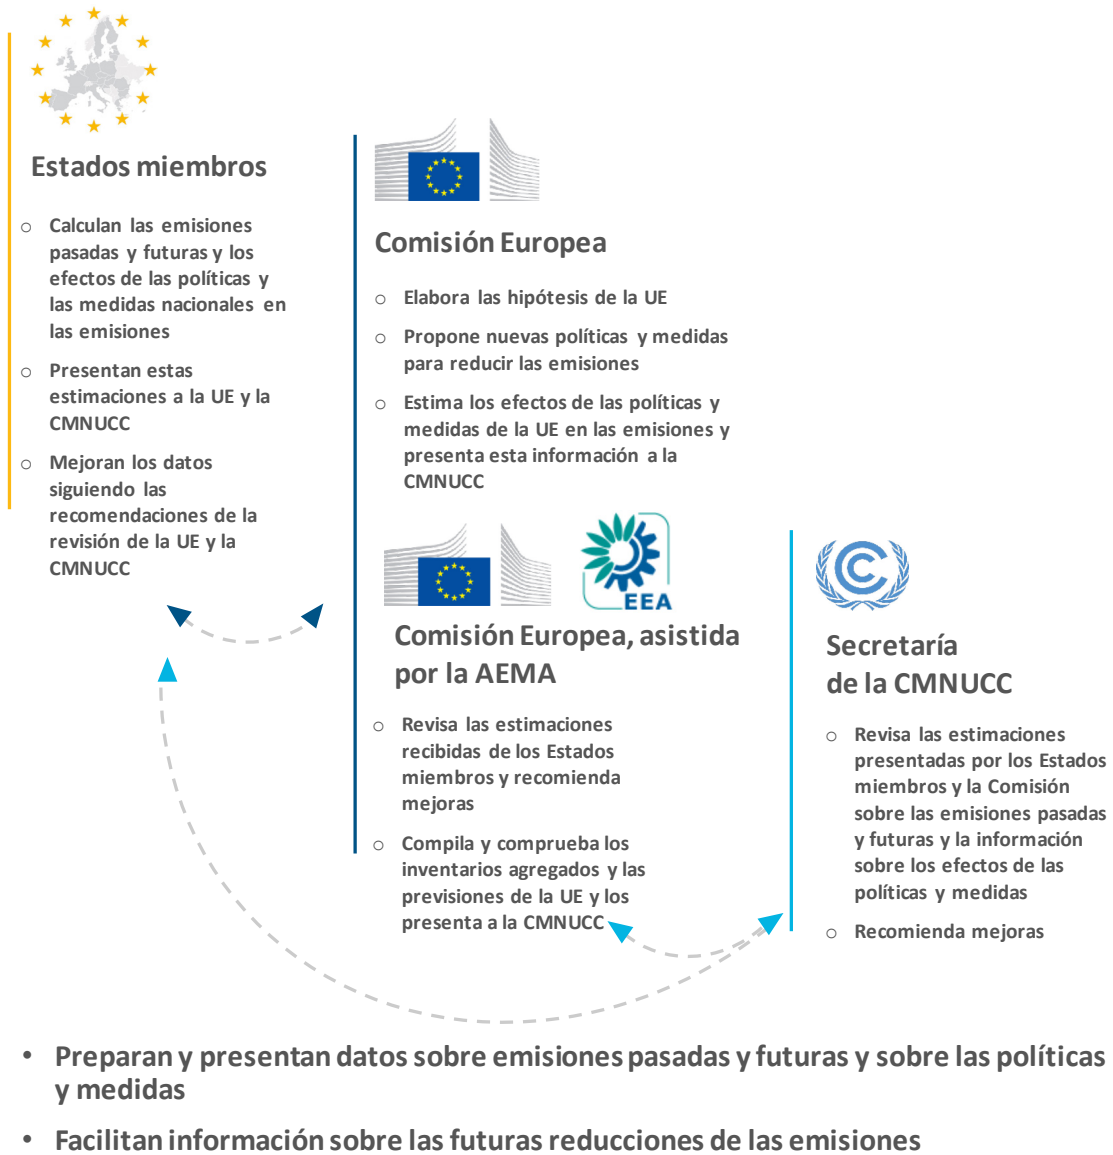 Estados miembros
o Calculan las emisiones
pasadas y futuras y los
efectos de las políticas y
las medidas nacionales en
las emisiones
o Presentan estas
estimaciones a la UE y la
CMNUCC
o Mejoran los datos
siguiendo las
recomendaciones de la
revisión de la UE y la
CMNUCC
Comisión Europea
o Elabora las hipótesis de la UE
o Propone nuevas políticas y medidas
para reducir las emisiones
o Estima los efectos de las políticas y
medidas de la UE en las emisiones y
presenta esta información a la
CMNUCC
EEA
Comisión Europea, asistida
por la AEMA
o Revisa las estimaciones
recibidas de los Estados
miembros y recomienda
mejoras
o Compila y comprueba los
inventarios agregados y las
previsiones de la UE y los
presenta a la CMNUCC
Secretaría
de la CMNUCC
o Revisa las estimaciones
presentadas por los Estados
miembros y la Comisión
sobre las emisiones pasadas
y futuras y la información
sobre los efectos de las
políticas y medidas
o Recomienda mejoras
• Preparan y presentan datos sobre emisiones pasadas y futuras y sobre las políticas
y medidas
• Facilitan información sobre las futuras reducciones de las emisiones